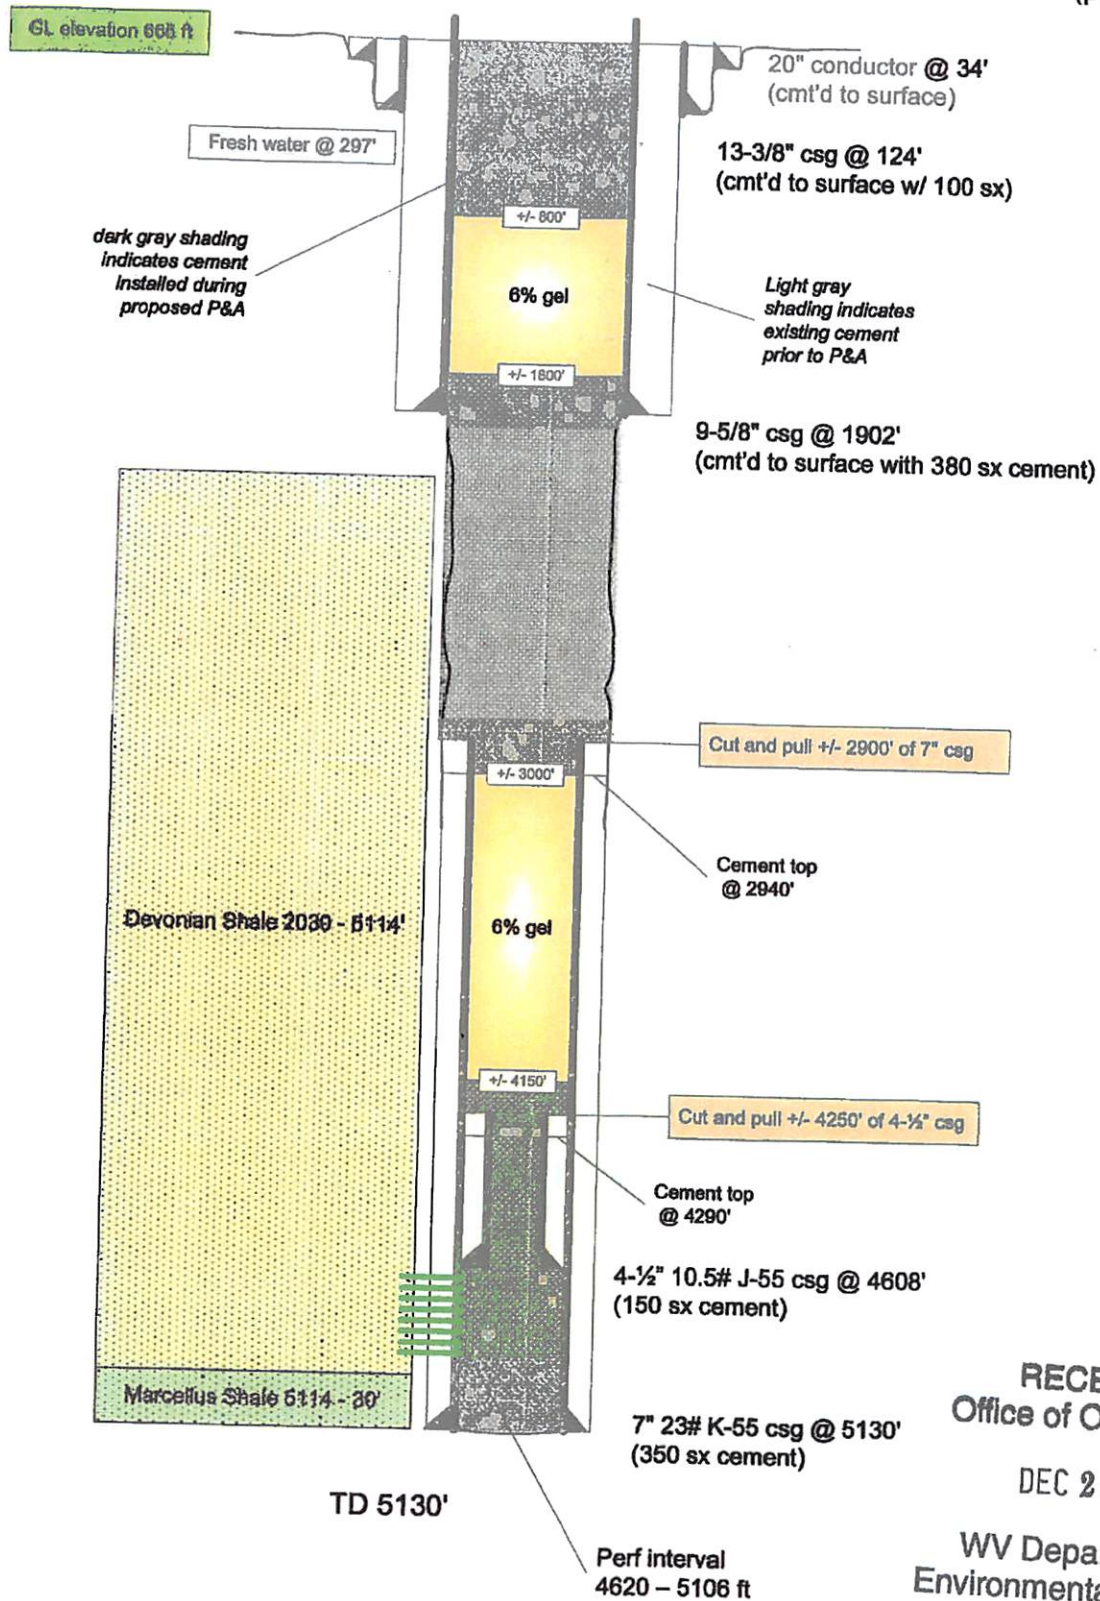 GL elevation 668 ft
20" conductor @ 34'
(cmt'd to surface)
Fresh water @ 297'
13-3/8" csg @ 124'
(cmt'd to surface w/ 100 sx)
+/- 800'
dark gray shading
indicates cement
installed during
proposed P&A
6% gel
Light gray
shading indicates
existing cement
prior to P&A
+/- 1800'
9-5/8" csg @ 1902'
(cmt'd to surface with 380 sx cement)
Cut and pull +/- 2900' of 7" csg
+/- 3000'
Cement top
@ 2940'
Devonian Shale 2030 - 5114'
6% gel
+/- 4150'
Cut and pull +/- 4250' of 4-½" csg
Cement top
@ 4290'
4-½" 10.5# J-55 csg @ 4608'
(150 sx cement)
Marcellus Shale 5114 - 30'
7" 23# K-55 csg @ 5130'
(350 sx cement)
TD 5130'
Perf interval
4620 – 5106 ft
RECE
Office of O
DEC 2
WV Depa
Environmenta